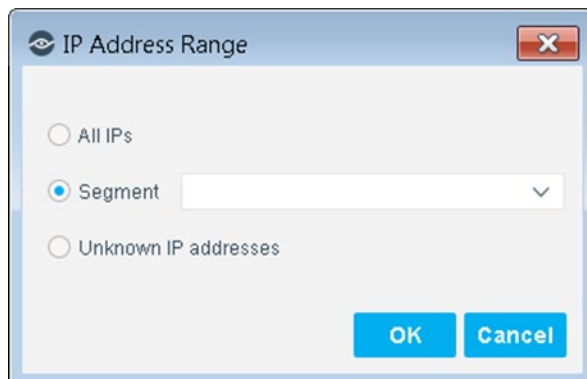 IP Address Range
All IPs
Segment
Unknown IP addresses
OK Cancel